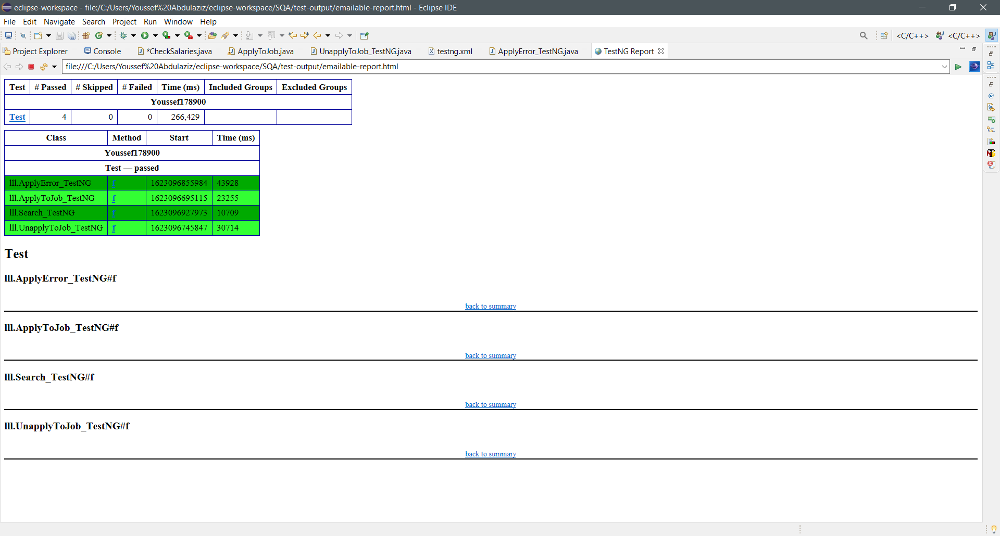 eclipse-workspace - file:/C:/Users/Youssef%20Abdulaziz/eclipse-workspace/SQA/test-output/emailable-report.html - Eclipse IDE
File Edit Navigate Search Project Run Window Help
<C/C++> <C/C++>
Project Explorer Console *CheckSalaries.java ApplyToJob.java UnapplyToJob_TestNG.java testng.xml ApplyError_TestNG.java TestNG Report
file:///C:/Users/Youssef%20Abdulaziz/eclipse-workspace/SQA/test-output/emailable-report.html
Test # Passed # Skipped # Failed Time (ms) Included Groups Excluded Groups
Youssef178900
Test 4 0 0 266,429
Class Method Start Time (ms)
Youssef178900
Test — passed
lll.ApplyError_TestNG f 1623096855984 43928
lll.ApplyToJob_TestNG f 1623096695115 23255
lll.Search_TestNG f 1623096927973 10709
lll.UnapplyToJob_TestNG f 1623096745847 30714
Test
lll.ApplyError_TestNG#f
back to summary
lll.ApplyToJob_TestNG#f
back to summary
lll.Search_TestNG#f
back to summary
lll.UnapplyToJob_TestNG#f
back to summary